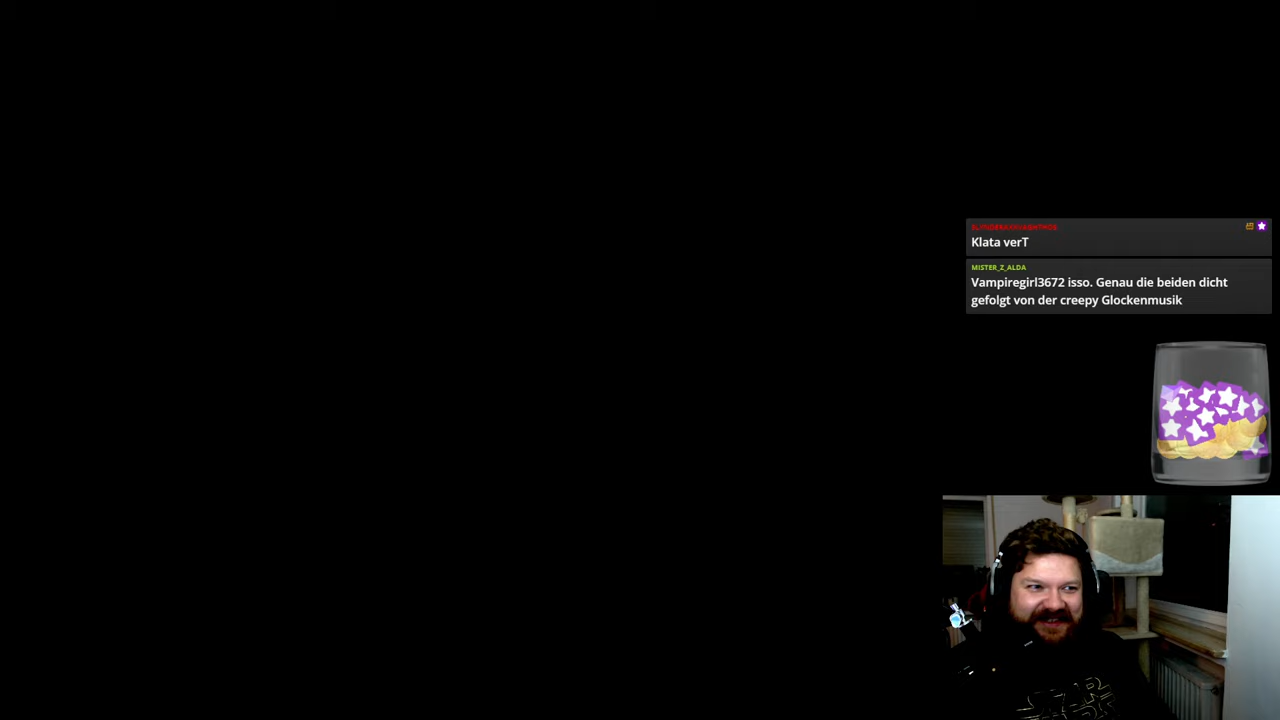 Klata verT
MISTER_Z_ALDA
Vampiregirl3672 isso. Genau die beiden dicht
gefolgt von der creepy Glockenmusik